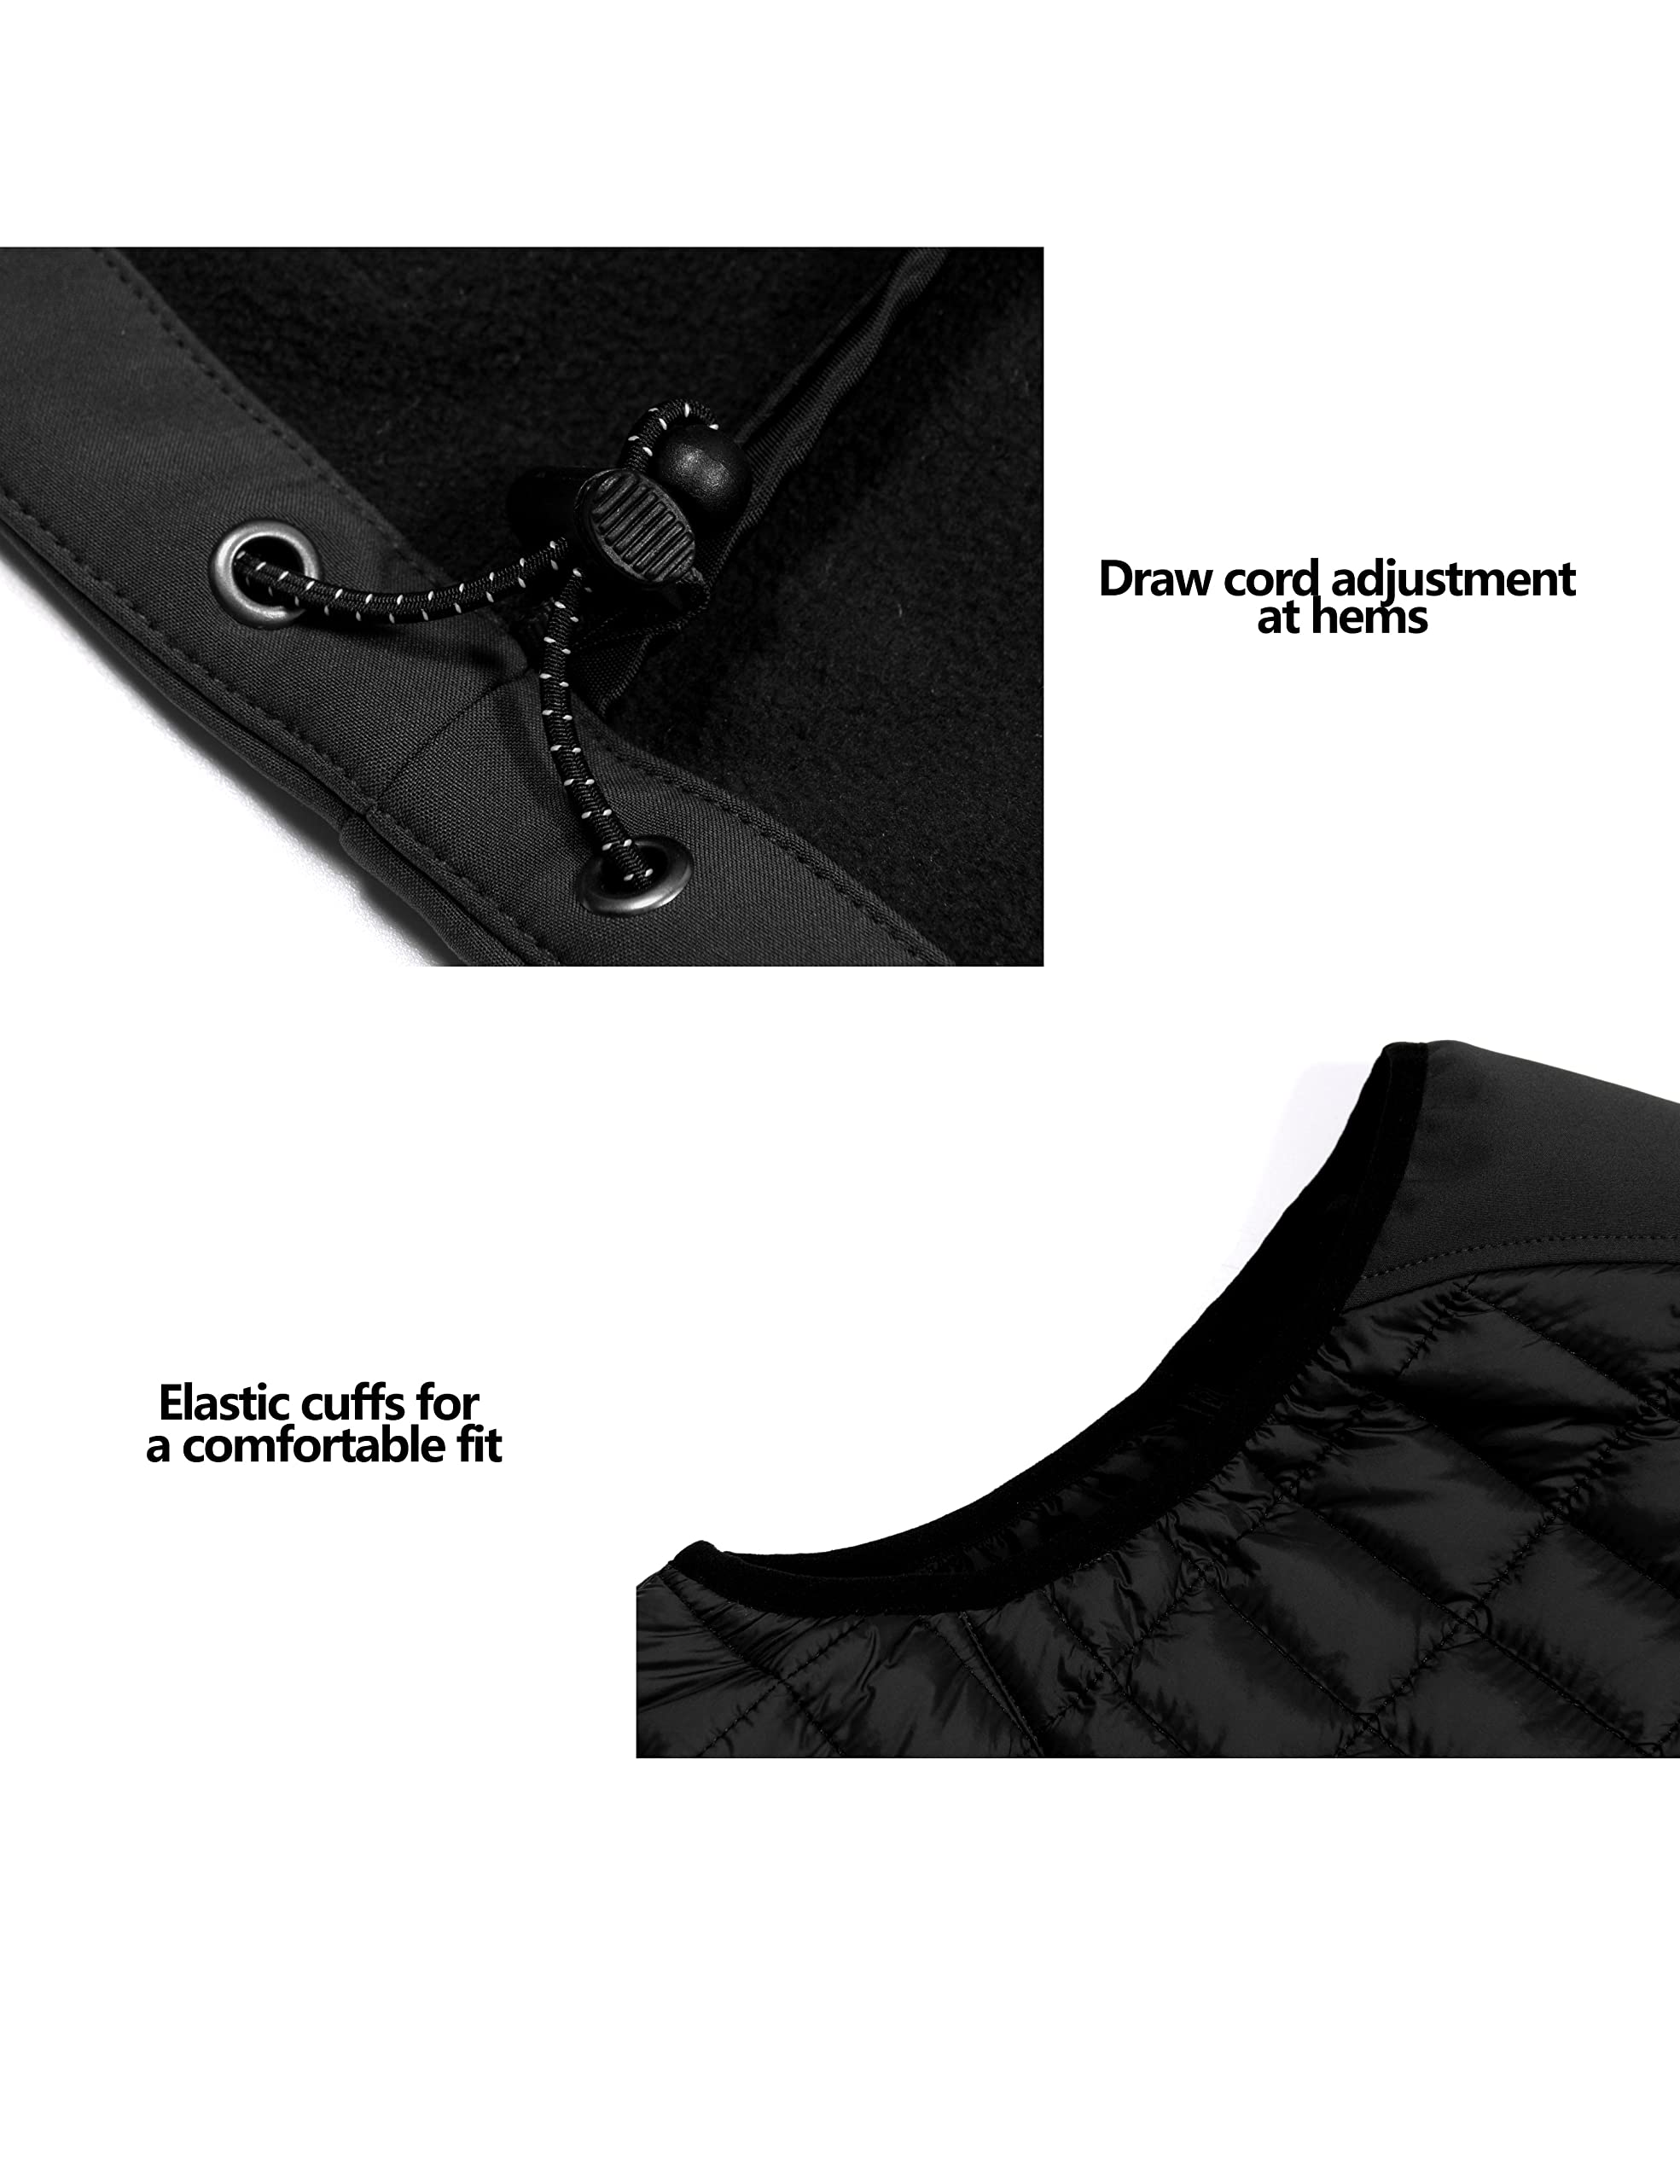 Draw cord adjustment
at hems
Elastic cuffs for
a comfortable fit